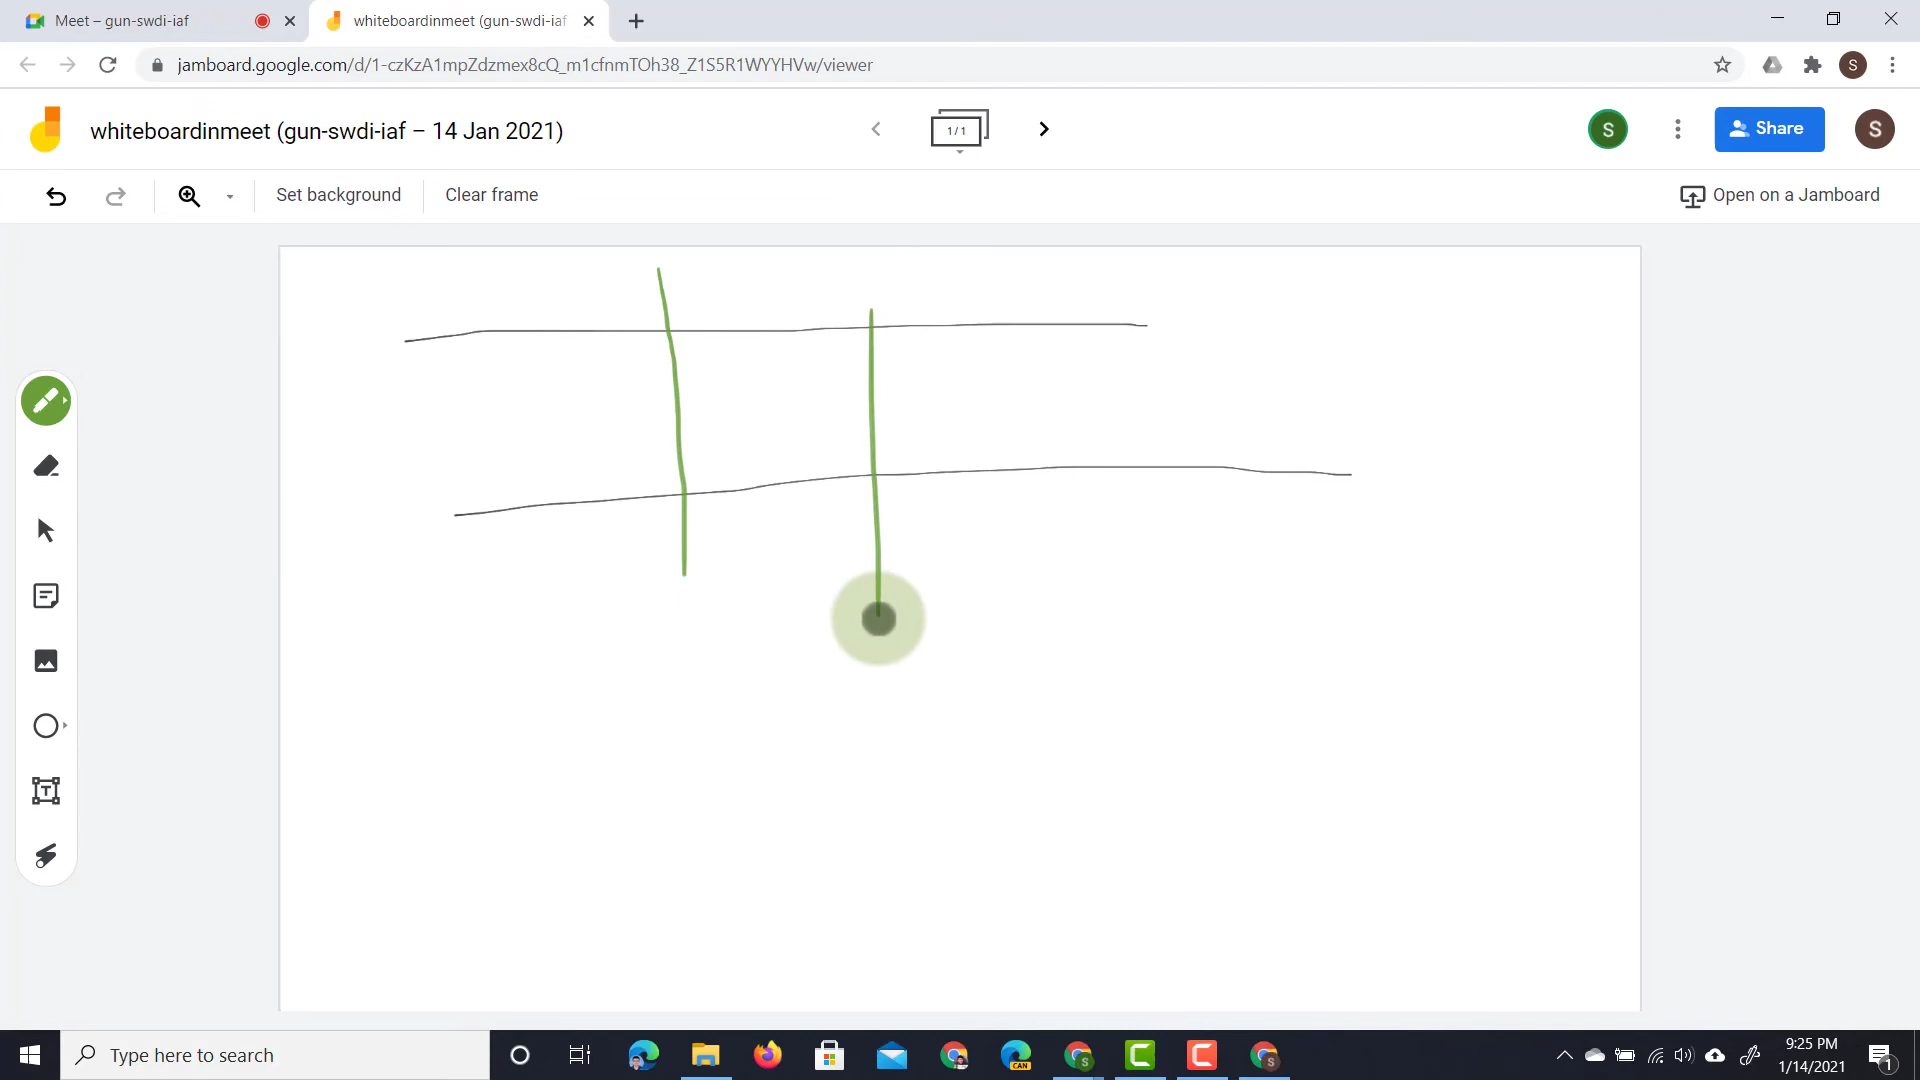 Meet – gun-swdi-iaf
whiteboardinmeet (gun-swdi-iaf
jamboard.google.com/d/1-czKzA1mpZdzmex8cQ_m1cfnmTOh38_Z1S5R1WYYHVw/viewer
S
whiteboardinmeet (gun-swdi-iaf – 14 Jan 2021)
1/1
S
Share
S
Set background
Clear frame
Open on a Jamboard
T
Type here to search
CAN
S
S
9:25 PM
1/14/2021
1